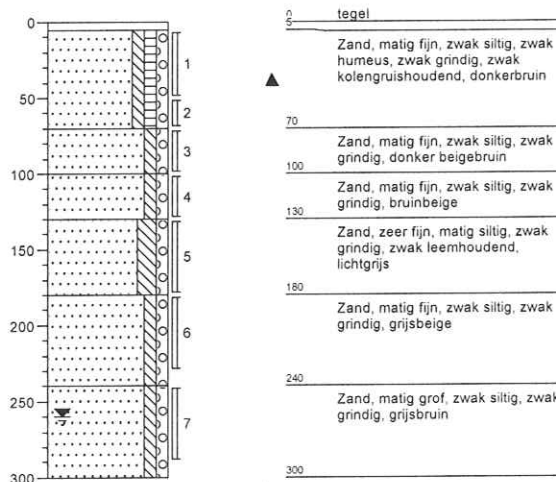 0
50
100
150
200
250
300
1
2
3
4
5
6
7
0
5
tegel
Zand, matig fijn, zwak siltig, zwak
humeus, zwak grindig, zwak
kolengruishoudend, donkerbruin
70
Zand, matig fijn, zwak siltig, zwak
grindig, donker beigebruin
100
Zand, matig fijn, zwak siltig, zwak
grindig, bruinbeige
130
Zand, zeer fijn, matig siltig, zwak
grindig, zwak leemhoudend,
lichtgrijs
180
Zand, matig fijn, zwak siltig, zwak
grindig, grijsbeige
240
Zand, matig grof, zwak siltig, zwak
grindig, grijsbruin
300